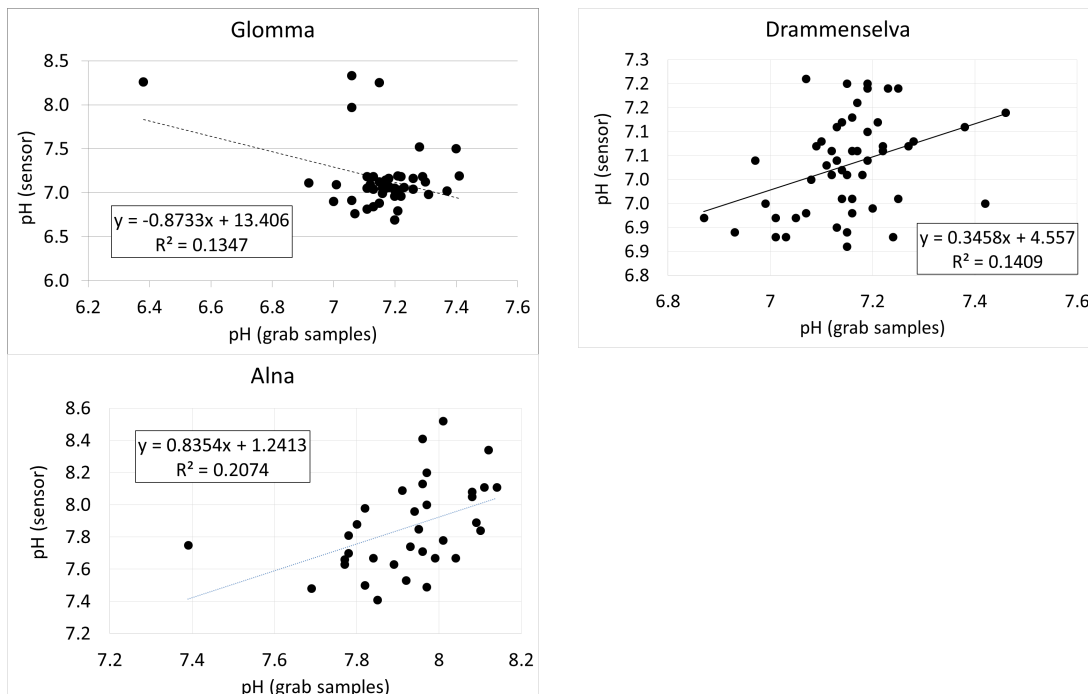 Glomma
pH (sensor)
8.5
8.0
7.5
7.0
6.5
6.0
y = -0.8733x + 13.406
R² = 0.1347
6.2 6.4 6.6 6.8 7.0 7.2 7.4 7.6
pH (grab samples)
Drammenselva
pH (sensor)
7.3
7.2
7.2
7.1
7.1
7.0
7.0
6.9
6.9
6.8
y = 0.3458x + 4.557
R² = 0.1409
6.8 7 7.2 7.4 7.6
pH (grab samples)
Alna
pH (sensor)
8.6
8.4
8.2
8.0
7.8
7.6
7.4
7.2
y = 0.8354x + 1.2413
R² = 0.2074
7.2 7.4 7.6 7.8 8 8.2
pH (grab samples)